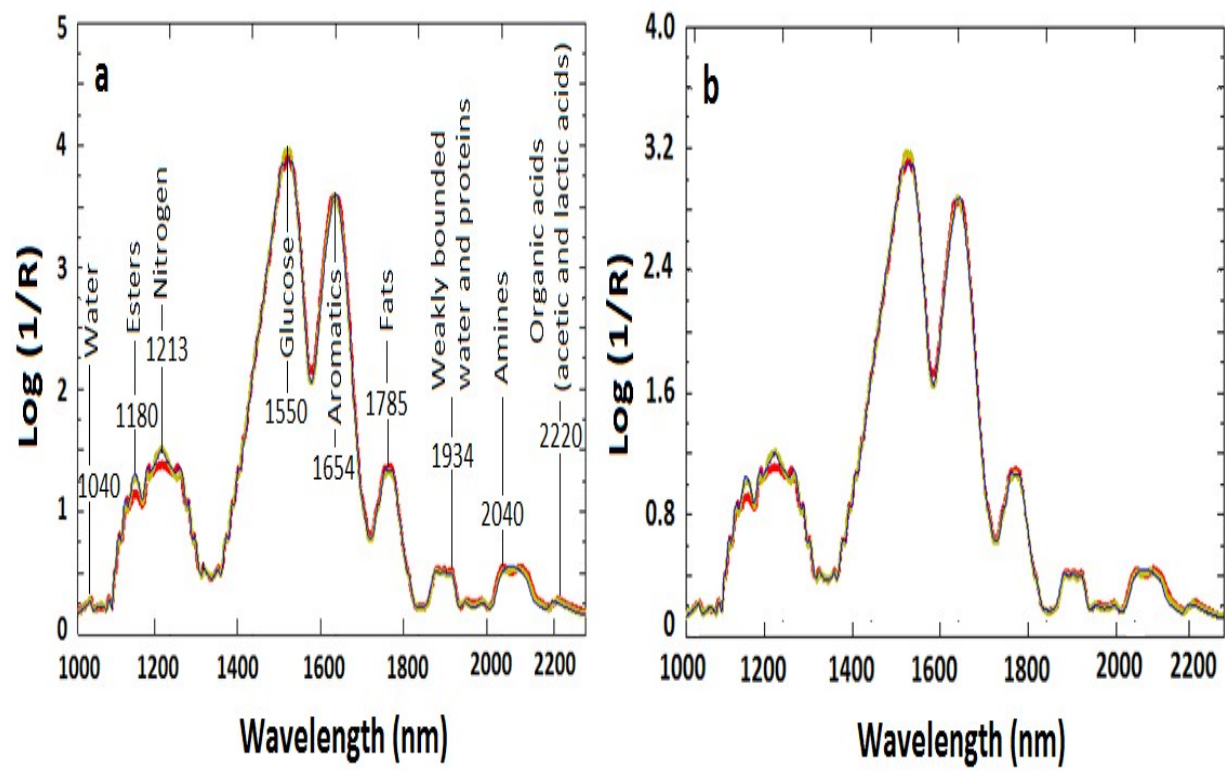 a
5
4
3
2
1
0
Log (1/R)
Water
1040
Esters
1180
Nitrogen
1213
Glucose
1550
Aromatics
1654
Fats
1785
Weakly bounded
water and proteins
1934
Amines
2040
Organic acids
(acetic and lactic acids)
2220
1000 1200 1400 1600 1800 2000 2200
Wavelength (nm)
b
4.0
3.2
2.4
1.6
0.8
0
Log (1/R)
1000 1200 1400 1600 1800 2000 2200
Wavelength (nm)